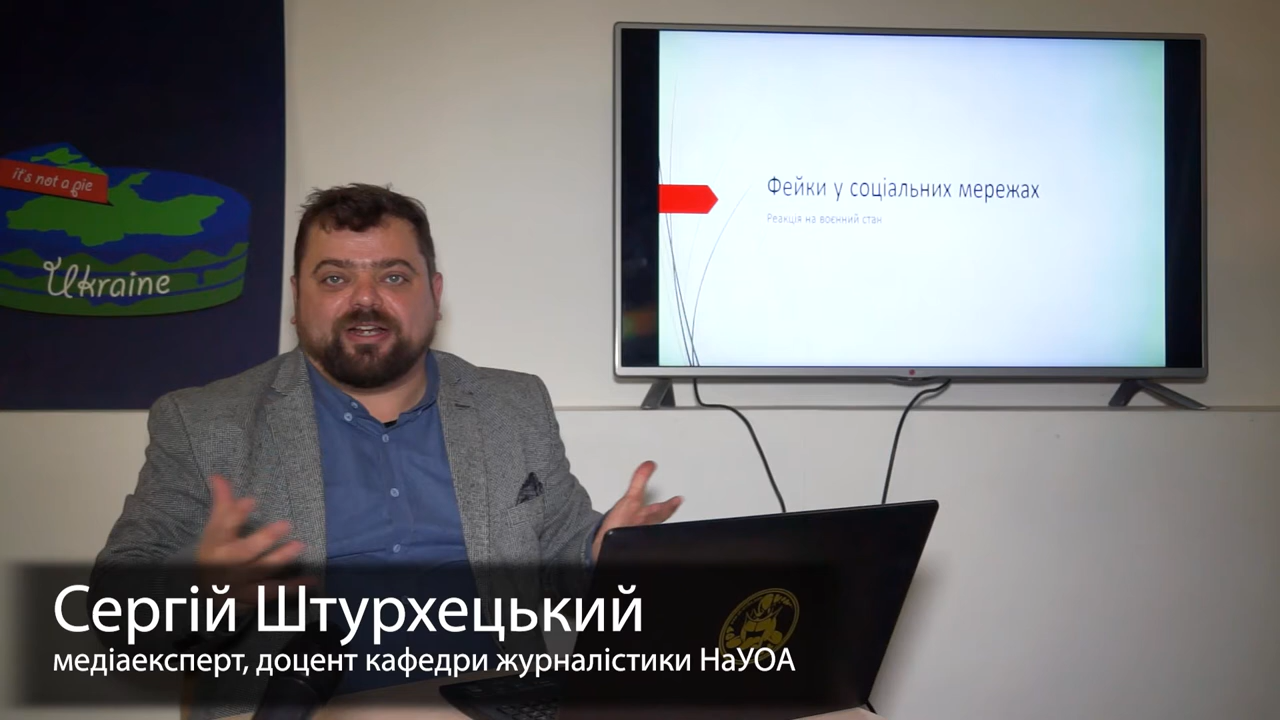 it's not a pie
Ukraine
Фейки у соціальних мережах
Реакція на воєнний стан
Сергій Штурхецький
медіаексперт, доцент кафедри журналістики НаУОА